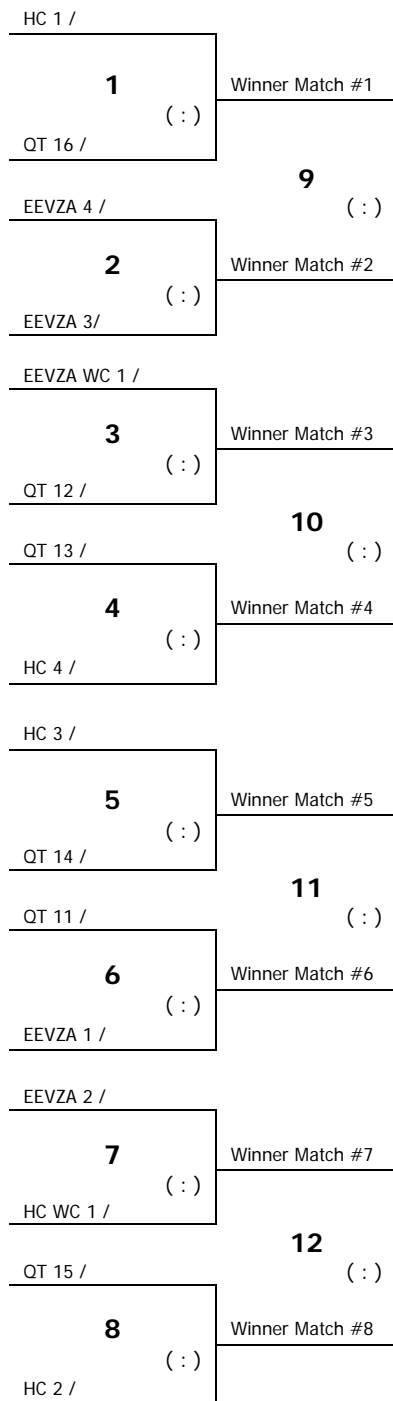 HC 1 /
1
Winner Match #1
( : )
QT 16 /
9
EEVZA 4 /
( : )
2
Winner Match #2
( : )
EEVZA 3/
EEVZA WC 1 /
3
Winner Match #3
( : )
QT 12 /
10
QT 13 /
( : )
4
Winner Match #4
( : )
HC 4 /
HC 3 /
5
Winner Match #5
( : )
QT 14 /
11
QT 11 /
( : )
6
Winner Match #6
( : )
EEVZA 1 /
EEVZA 2 /
7
Winner Match #7
( : )
HC WC 1 /
12
QT 15 /
( : )
8
Winner Match #8
( : )
HC 2 /